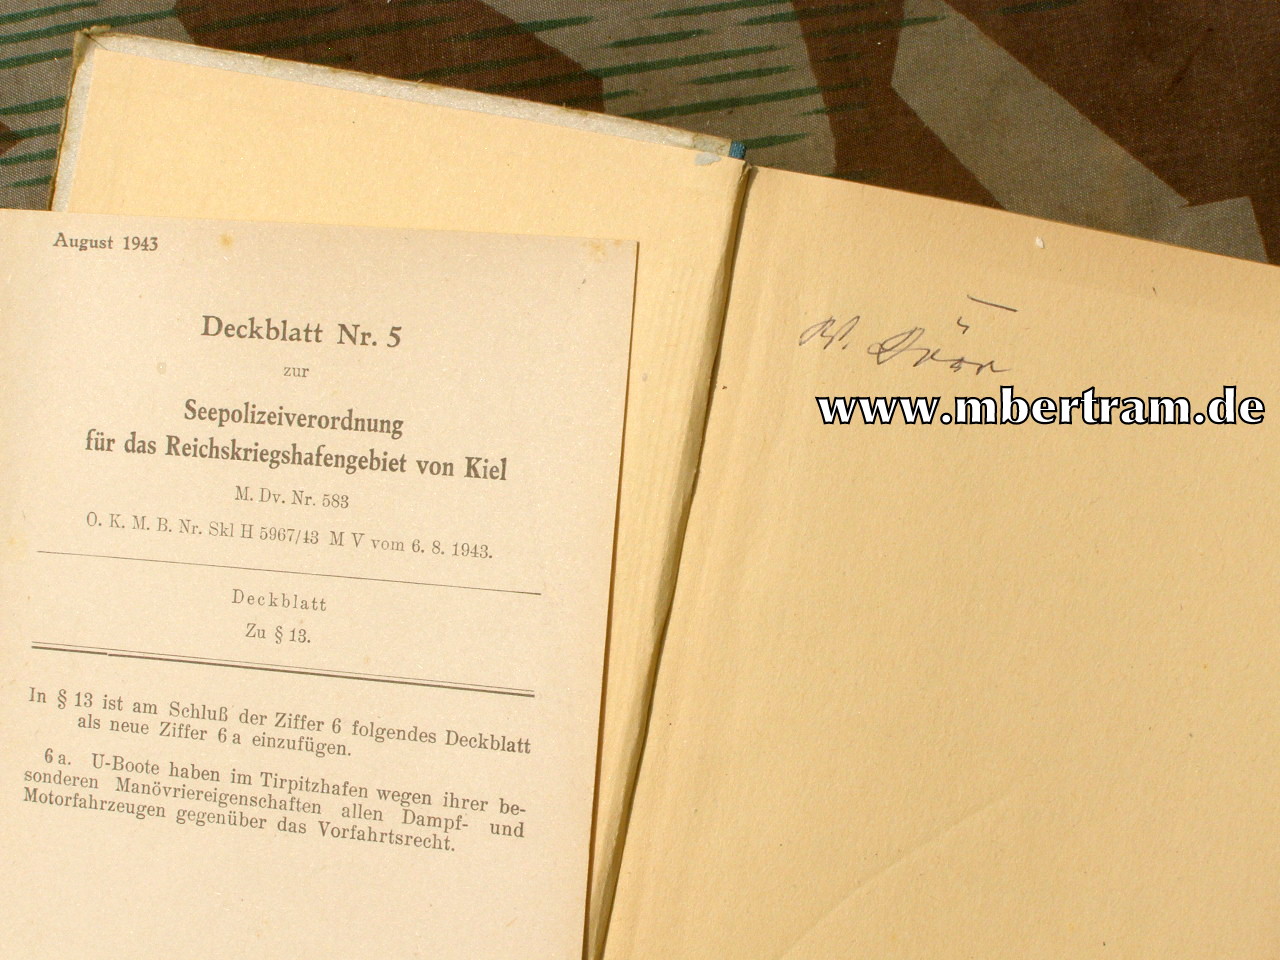 August 1943
Deckblatt Nr. 5
zur
Seepolizeiverordnung
für das Reichskriegshafengebiet von Kiel
M. Dv. Nr. 583
O. K. M. B. Nr. Skl H 5967/43 M V vom 6. 8. 1943.
Deckblatt
Zu § 13.
In § 13 ist am Schluß der Ziffer 6 folgendes Deckblatt
als neue Ziffer 6 a einzufügen.
6 a. U-Boote haben im Tirpitzhafen wegen ihrer be-
sonderen Manövriereigenschaften allen Dampf- und
Motorfahrzeugen gegenüber das Vorfahrtsrecht.
www.mbertram.de